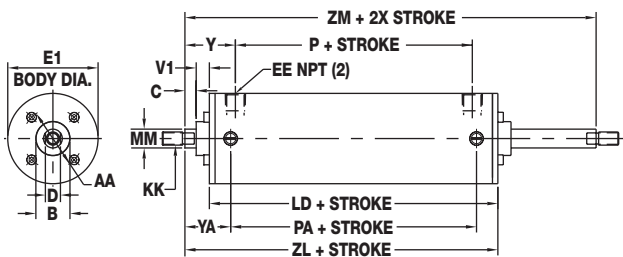 ZM + 2X STROKE
E1
Y
P + STROKE
BODY DIA.
V1
EE NPT (2)
C
MM
KK
AA
D
B
LD + STROKE
YA
PA + STROKE
ZL + STROKE